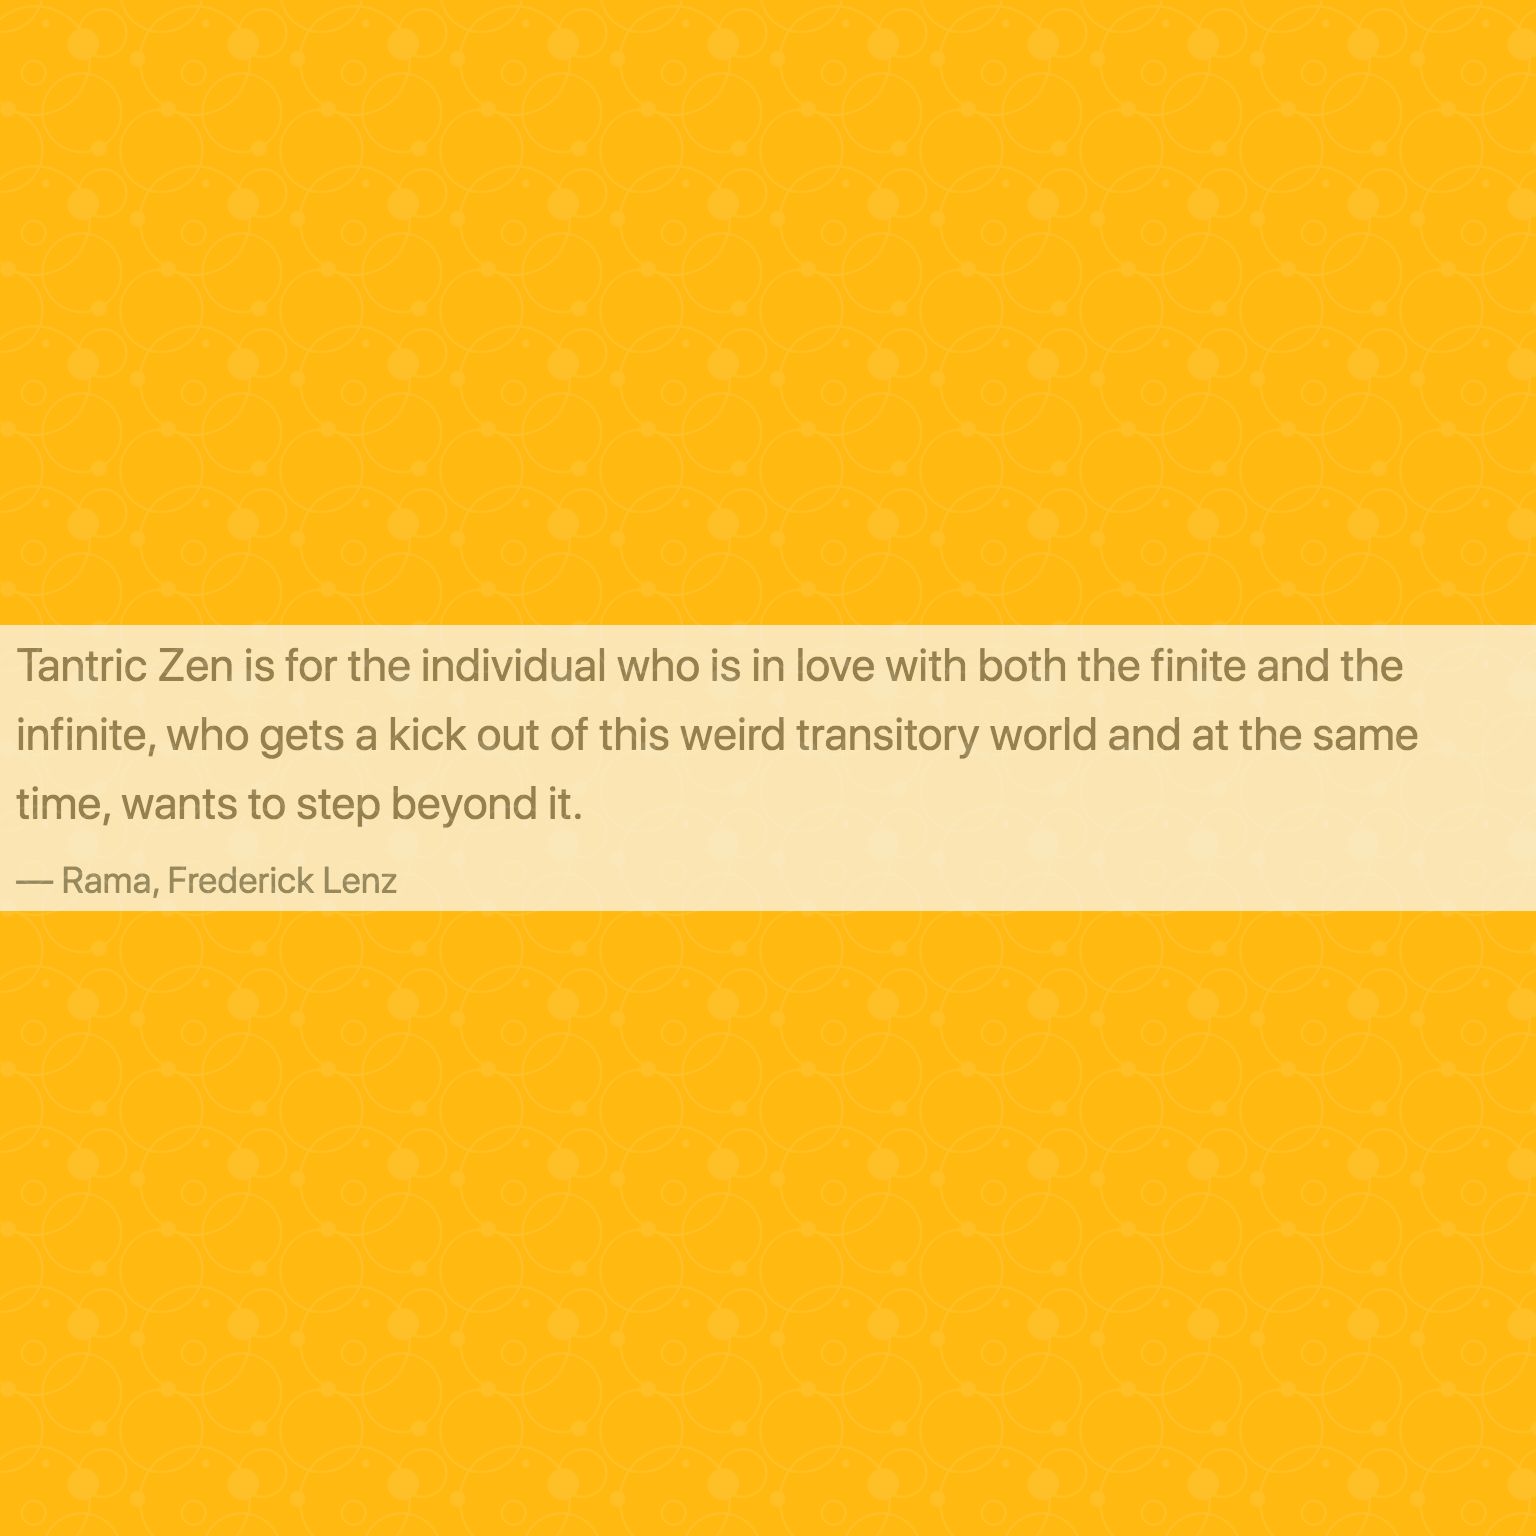 Tantric Zen is for the individual who is in love with both the finite and the
infinite, who gets a kick out of this weird transitory world and at the same
time, wants to step beyond it.
— Rama, Frederick Lenz